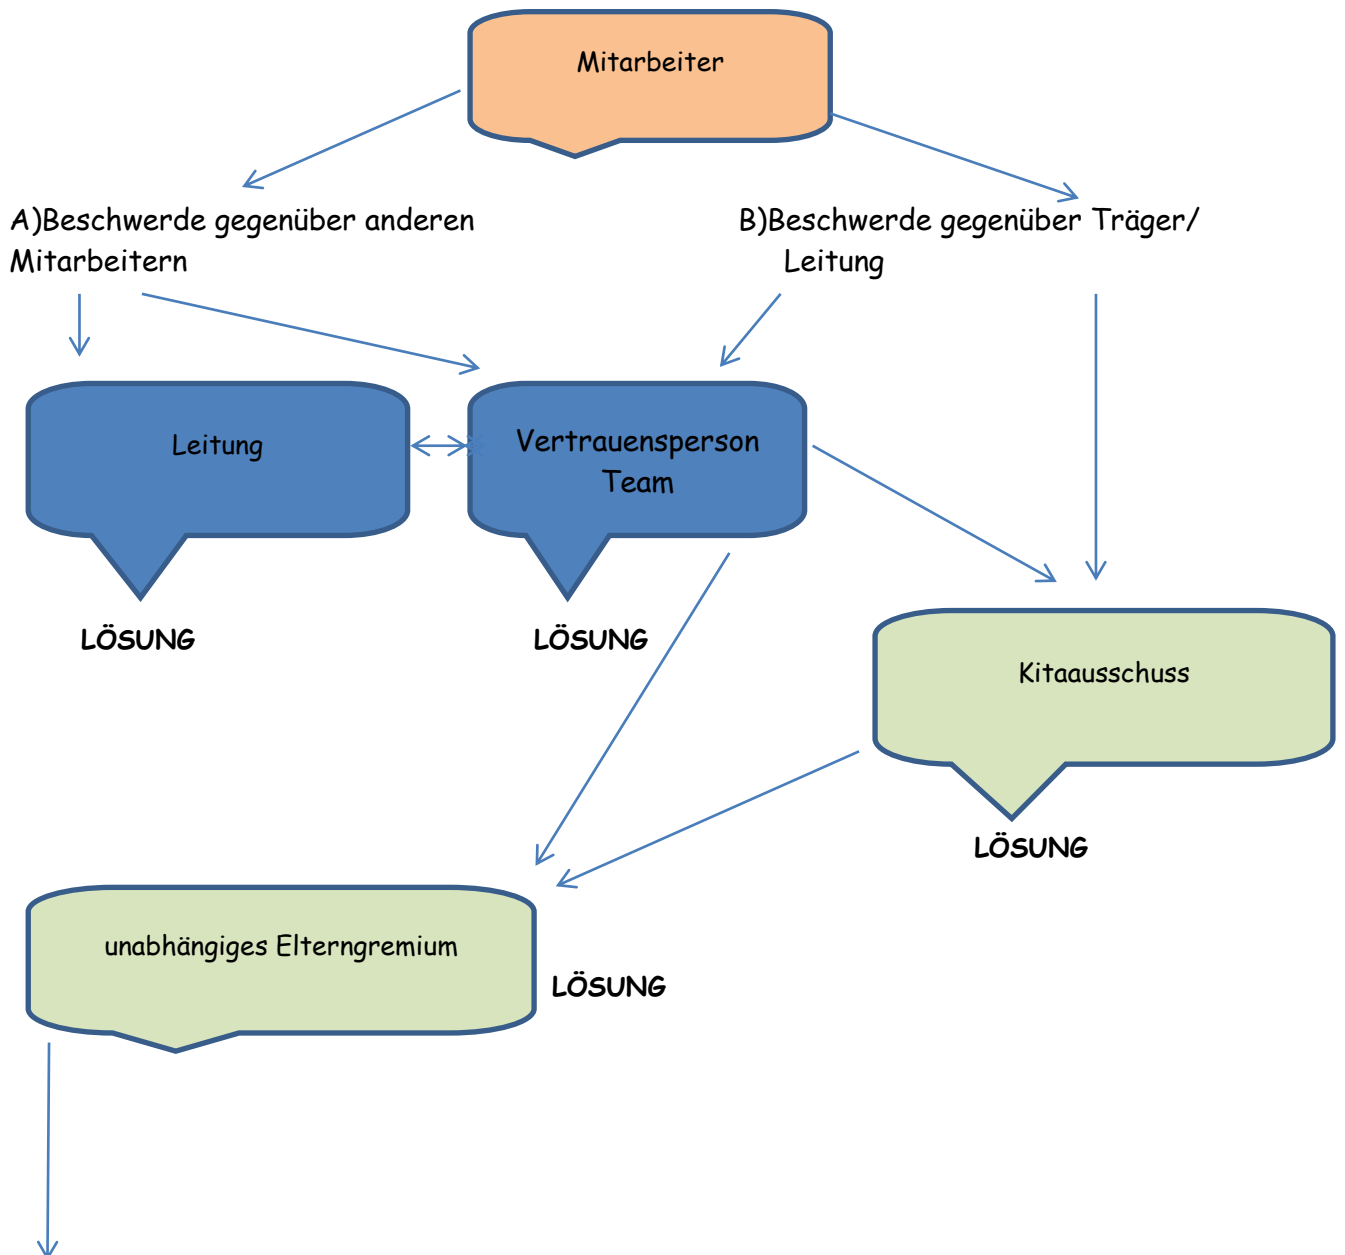 Mitarbeiter
A)Beschwerde gegenüber anderen
Mitarbeitern
B)Beschwerde gegenüber Träger/
Leitung
Leitung
Vertrauensperson
Team
LÖSUNG
LÖSUNG
Kitaausschuss
LÖSUNG
unabhängiges Elterngremium
LÖSUNG